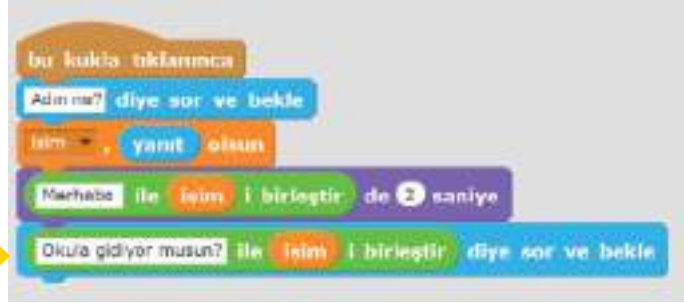 bu kukla tıklanınca
Adın ne? diye sor ve bekle
isim , yanıt olsun
Merhaba ile isim i birleştir de 2 saniye
Okula gidiyor musun? ile isim i birleştir diye sor ve bekle